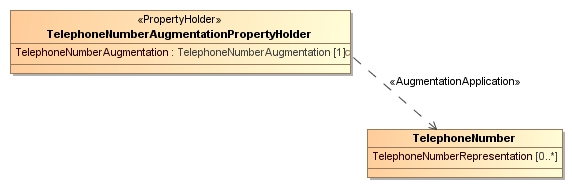 «PropertyHolder»
TelephoneNumberAugmentationPropertyHolder
TelephoneNumberAugmentation : TelephoneNumberAugmentation [1]
«AugmentationApplication»
TelephoneNumber
TelephoneNumberRepresentation [0..*]